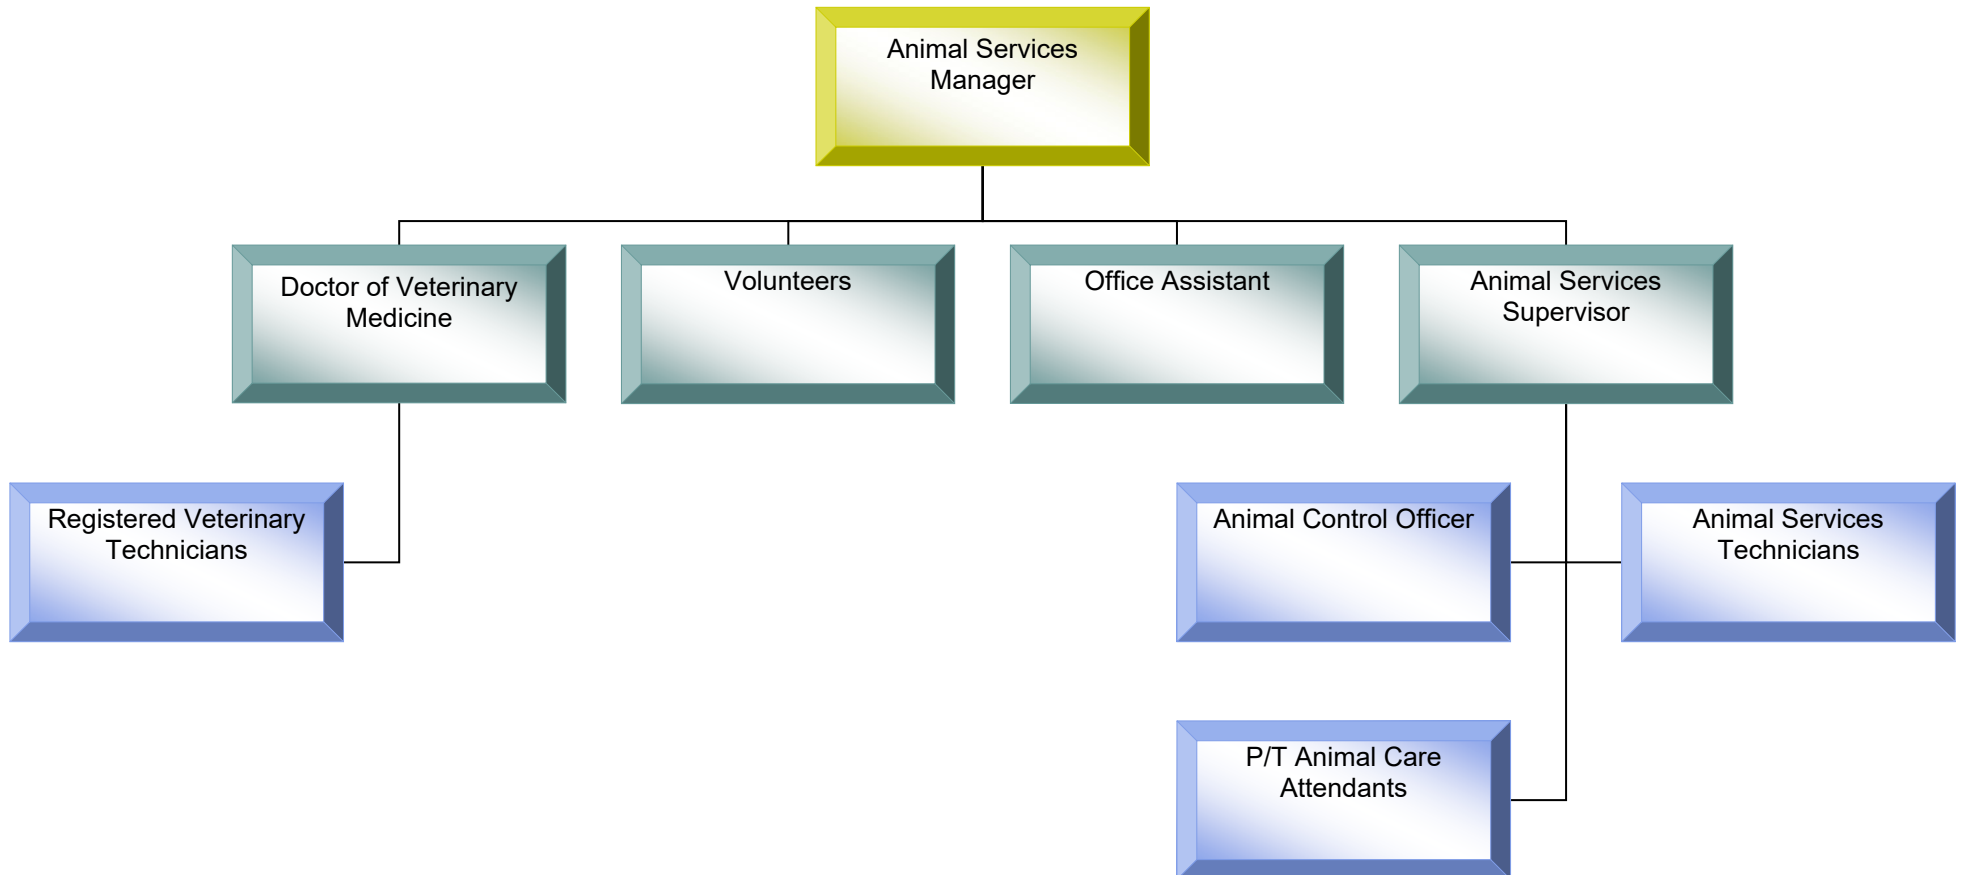 Animal Services
Manager
Doctor of Veterinary
Medicine
Volunteers
Office Assistant
Animal Services
Supervisor
Registered Veterinary
Technicians
Animal Control Officer
Animal Services
Technicians
P/T Animal Care
Attendants